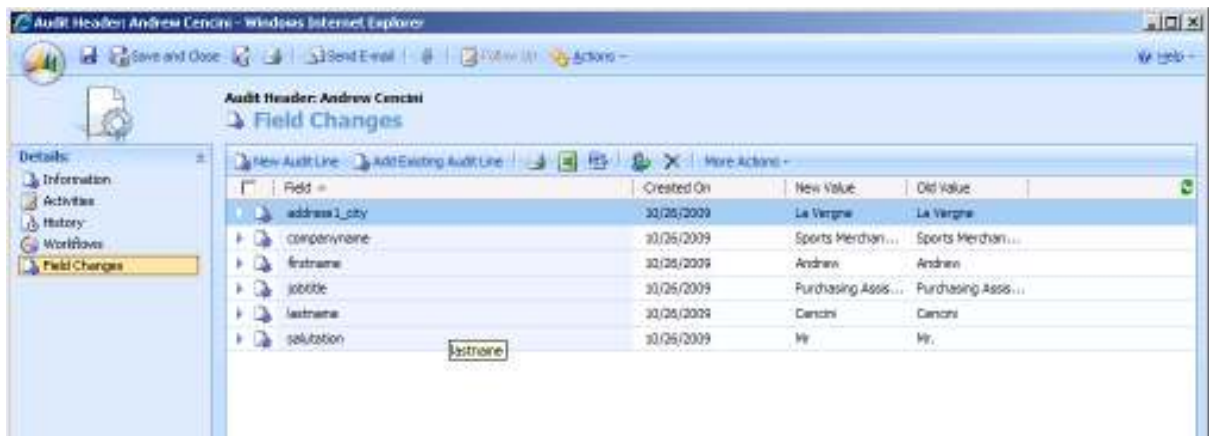 Audit Header: Andrew Cencini - Windows Internet Explorer
Save and Close Send E-mail Follow Up Actions Help
Audit Header: Andrew Cencini
Field Changes
Details:
Information
Activities
History
Workflows
Field Changes
New Audit Line Add Existing Audit Line More Actions
Field Created On New Value Old Value
address1_city 10/26/2009 La Vergne La Vergne
companyname 10/26/2009 Sports Merchan... Sports Merchan...
firstname 10/26/2009 Andrew Andrew
jobtitle 10/26/2009 Purchasing Assis... Purchasing Assis...
lastname 10/26/2009 Cencini Cencini
salutation 10/26/2009 Mr Mr.
lastname